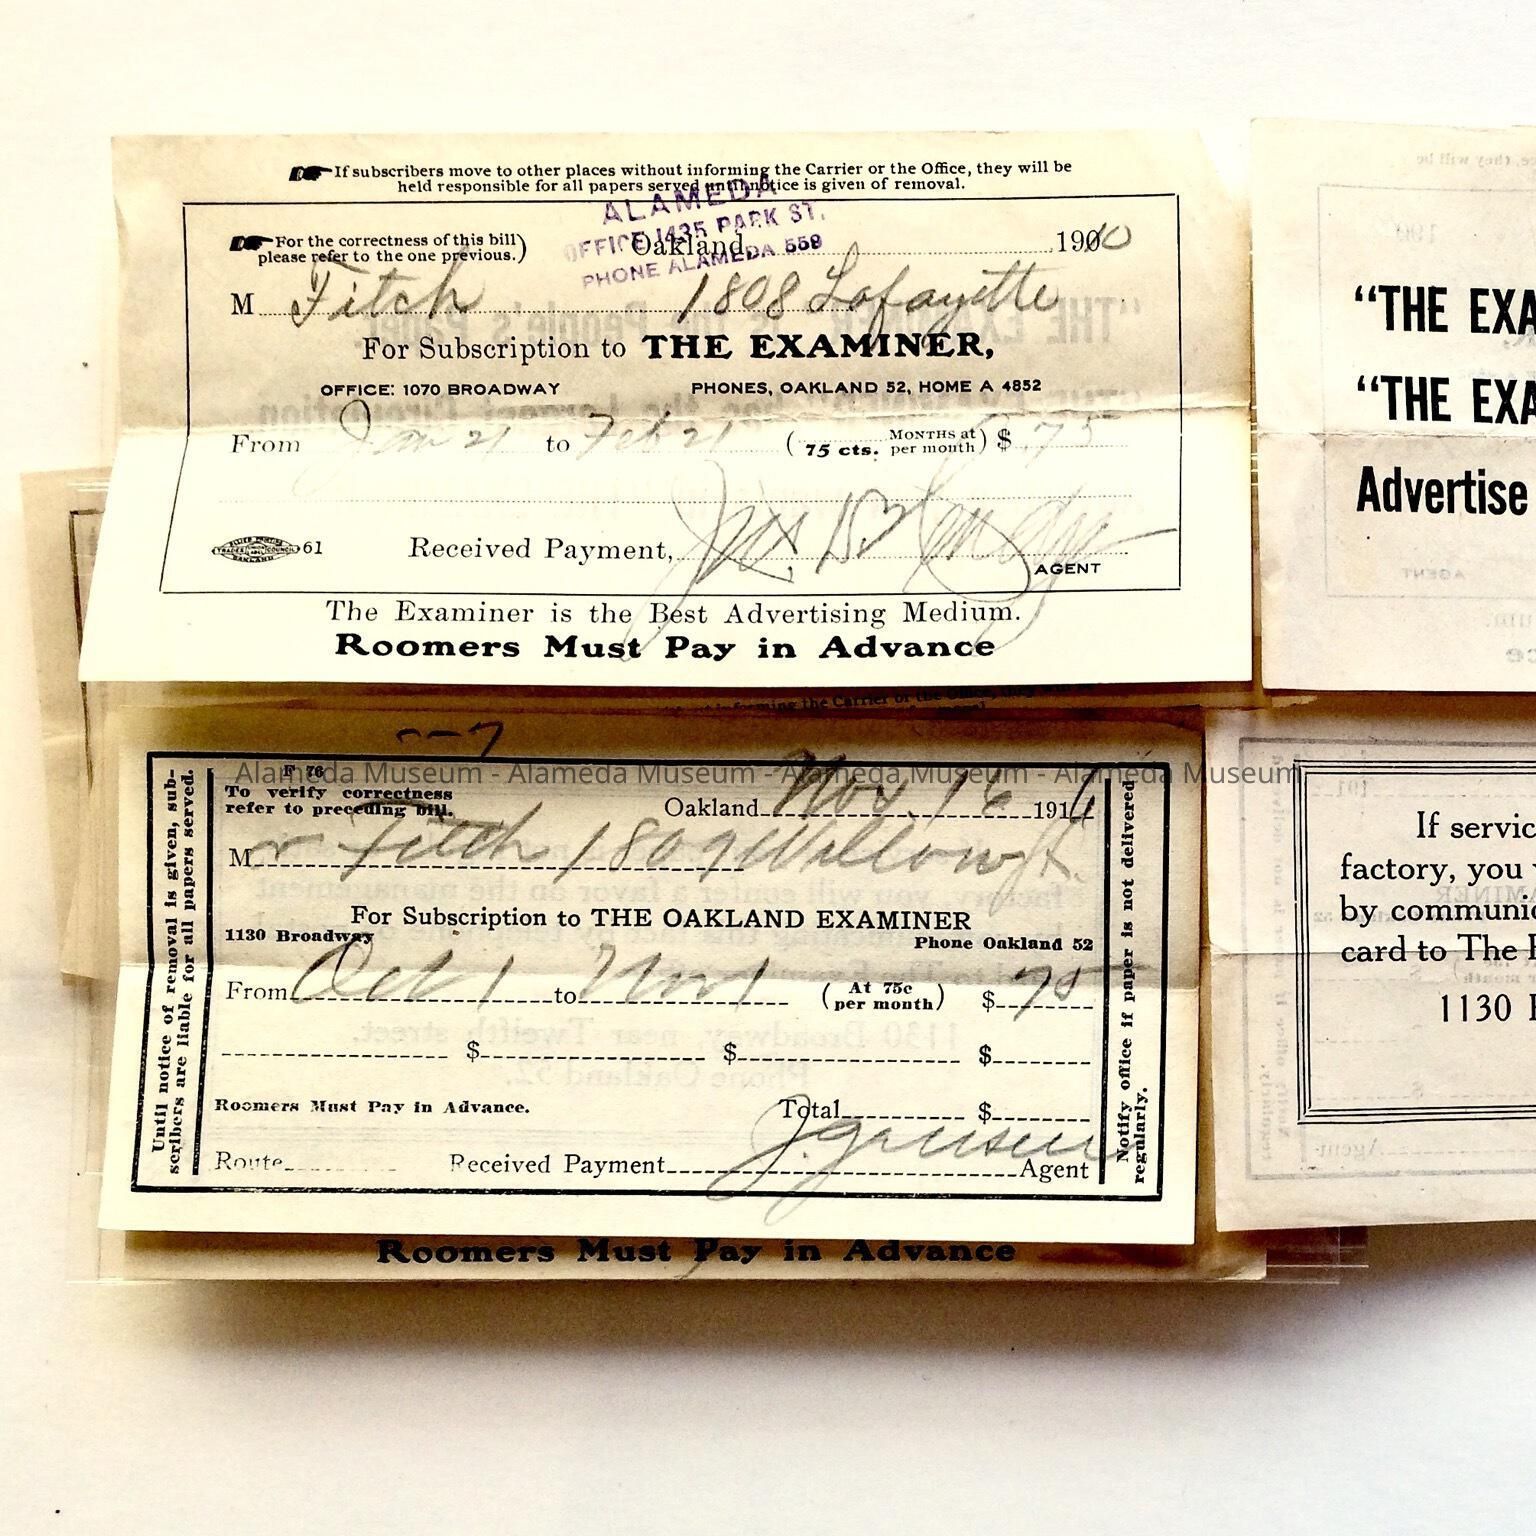 If subscribers move to other places without informing the Carrier or the Office, they will be
held responsible for all papers served until notice is given of removal.
ALAMEDA
OFFICE 1435 PARK ST.
PHONE ALAMEDA 559
For the correctness of this bill)
please refer to the one previous.)
Oakland 190
M Fitch 1808 Lafayette
For Subscription to THE EXAMINER,
OFFICE: 1070 BROADWAY PHONES, OAKLAND 52, HOME A 4852
From Jan 21 to Feb 21 ( 75 cts. MONTHS at per month ) $ .75
61 Received Payment,
AGENT
The Examiner is the Best Advertising Medium.
Roomers Must Pay in Advance
"THE EXA
"THE EXA
Advertise
Alameda Museum - Alameda Museum - Alameda Museum - Alameda Museum
F 76
To verify correctness
refer to preceding bill.
Oakland Nov. 16 191
Mr Fitch 1809 Willow St.
For Subscription to THE OAKLAND EXAMINER
1130 Broadway Phone Oakland 52
From Oct 1 to Nov 1 (At 75c per month) $ 75
$ $ $
Roomers Must Pay in Advance. Total $
Route Received Payment Agent
Until notice of removal is given, sub-
scribers are liable for all papers served.
Notify office if paper is not delivered
regularly.
Roomers Must Pay in Advance
If servic
factory, you
by communic
card to The
1130